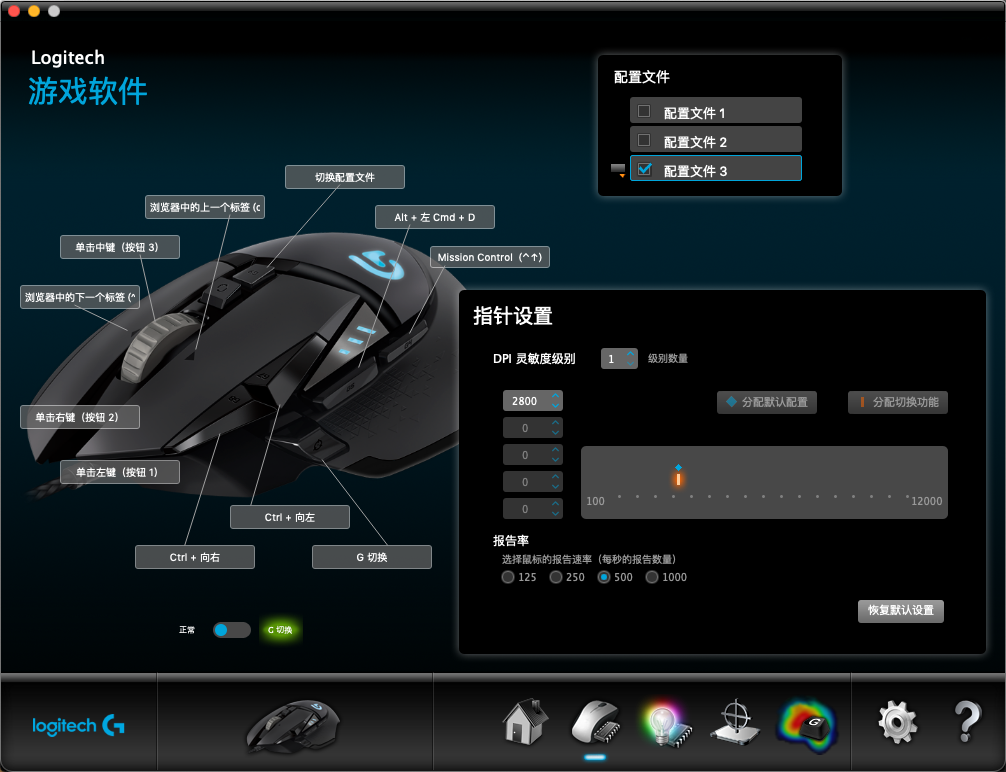 Logitech
游戏软件
配置文件
配置文件 1
配置文件 2
配置文件 3
切换配置文件
浏览器中的上一个标签 (c
Alt + 左 Cmd + D
单击中键（按钮 3）
Mission Control（^↑）
浏览器中的下一个标签 (^
单击右键（按钮 2）
单击左键（按钮 1）
Ctrl + 向左
Ctrl + 向右
G 切换
正常
G 切换
指针设置
DPI 灵敏度级别
1
级别数量
2800
0
0
0
0
分配默认配置
分配切换功能
100
12000
报告率
选择鼠标的报告速率（每秒的报告数量）
125
250
500
1000
恢复默认设置
logitech G
G
?